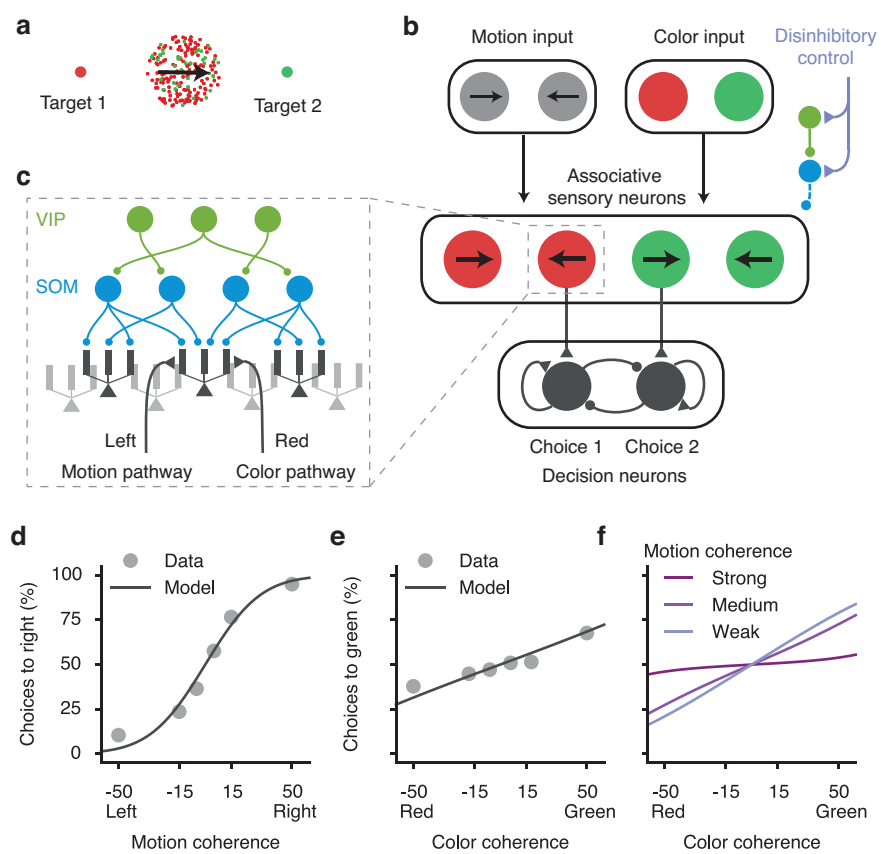 a
Target 1
Target 2
b
Motion input
Color input
Disinhibitory
control
Associative
sensory neurons
Choice 1
Choice 2
Decision neurons
c
VIP
SOM
Left
Red
Motion pathway
Color pathway
d
Data
Model
Choices to right (%)
100
75
50
25
0
-50
-15
15
50
Left
Right
Motion coherence
e
Data
Model
Choices to green (%)
-50
-15
15
50
Red
Green
Color coherence
f
Motion coherence
Strong
Medium
Weak
-50
-15
15
50
Red
Green
Color coherence